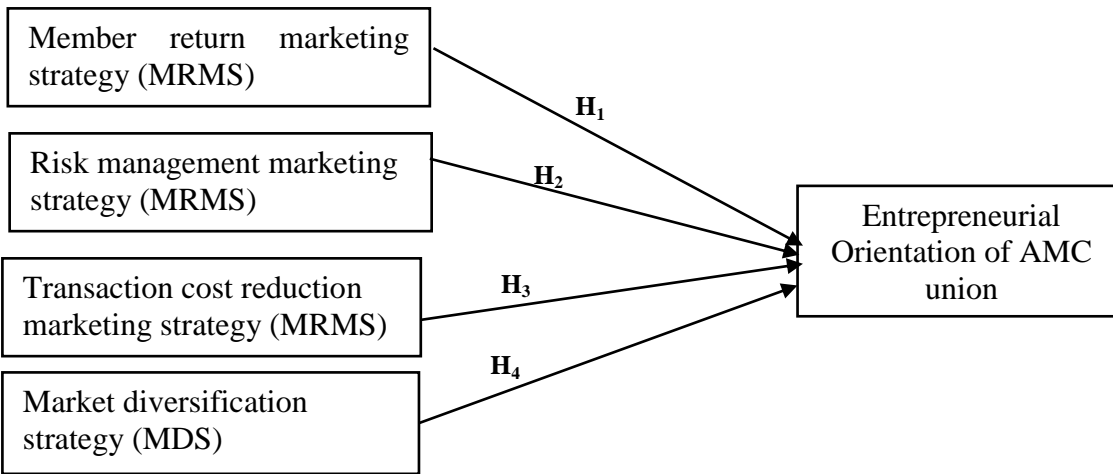 Member return marketing
strategy (MRMS)
H1
Risk management marketing
strategy (MRMS)
H2
Entrepreneurial
Orientation of AMC
union
Transaction cost reduction
marketing strategy (MRMS)
H3
H4
Market diversification
strategy (MDS)